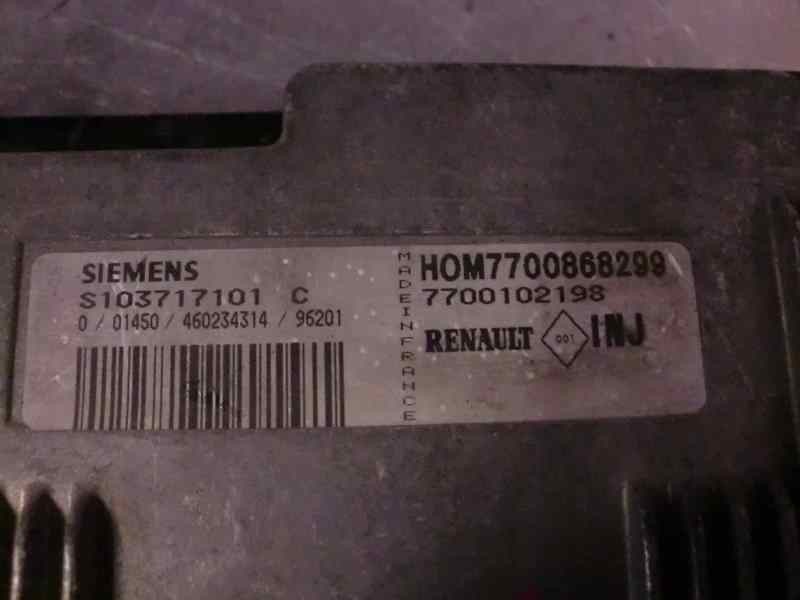 SIEMENS
S103717101 C
0 / 01450 / 460234314 / 96201
MADE IN FRANCE
HOM7700868299
7700102198
RENAULT 001 INJ